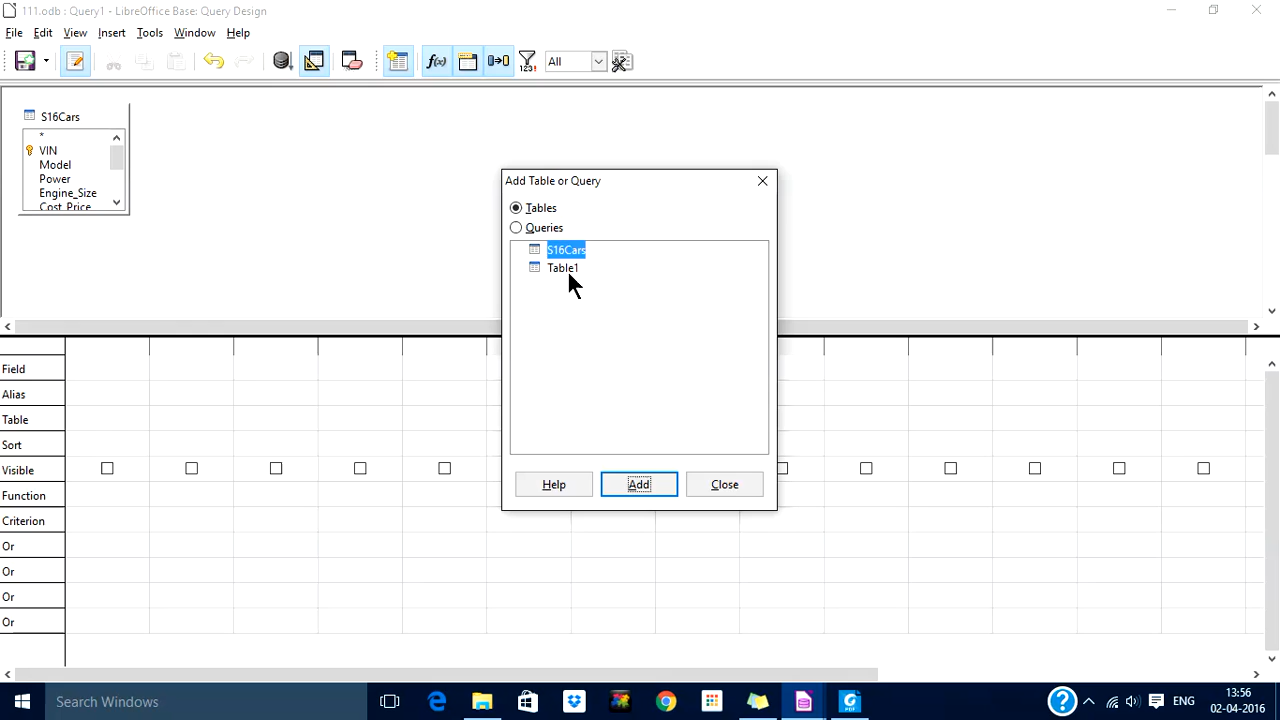 111.odb : Query1 - LibreOffice Base: Query Design
File Edit View Insert Tools Window Help
All
S16Cars
*
VIN
Model
Power
Engine_Size
Cost_Price
Add Table or Query
Tables
Queries
S16Cars
Table1
Help Add Close
Field
Alias
Table
Sort
Visible
Function
Criterion
Or
Or
Or
Or
Search Windows
ENG
13:56
02-04-2016